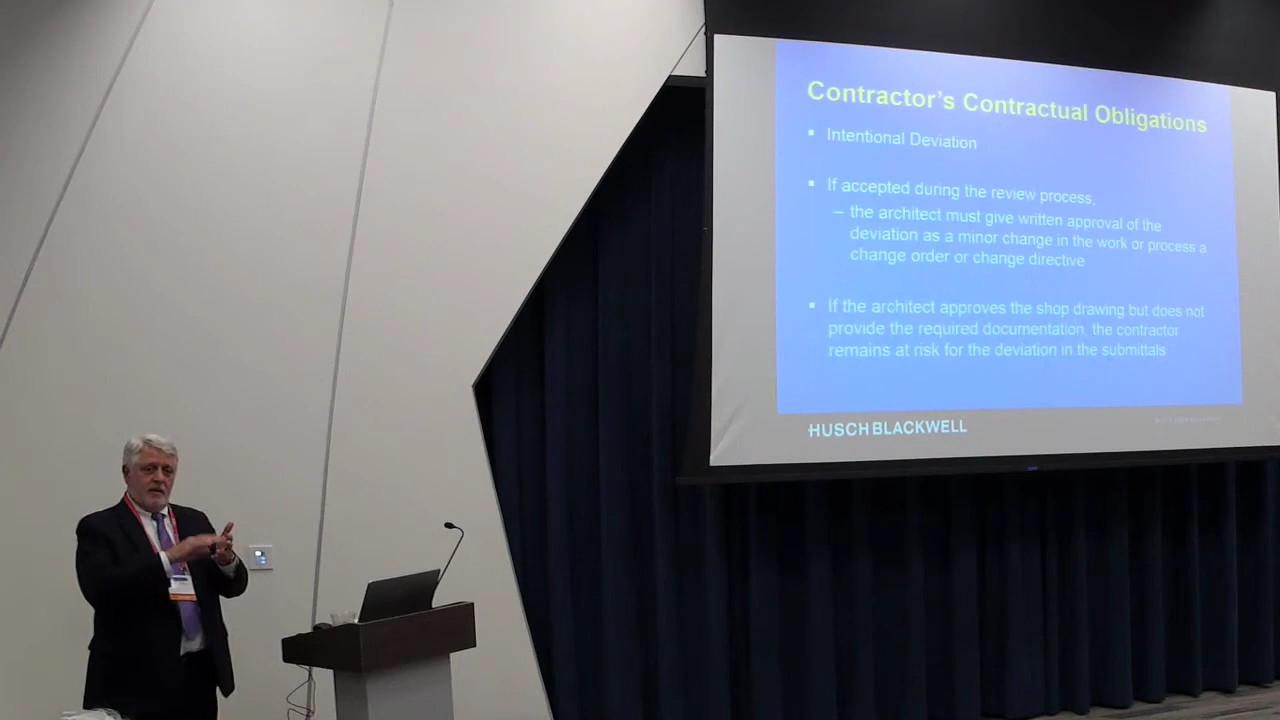 Contractor's Contractual Obligations
▪ Intentional Deviation
▪ If accepted during the review process,
– the architect must give written approval of the
deviation as a minor change in the work or process a
change order or change directive
▪ If the architect approves the shop drawing but does not
provide the required documentation, the contractor
remains at risk for the deviation in the submittals
HUSCH BLACKWELL